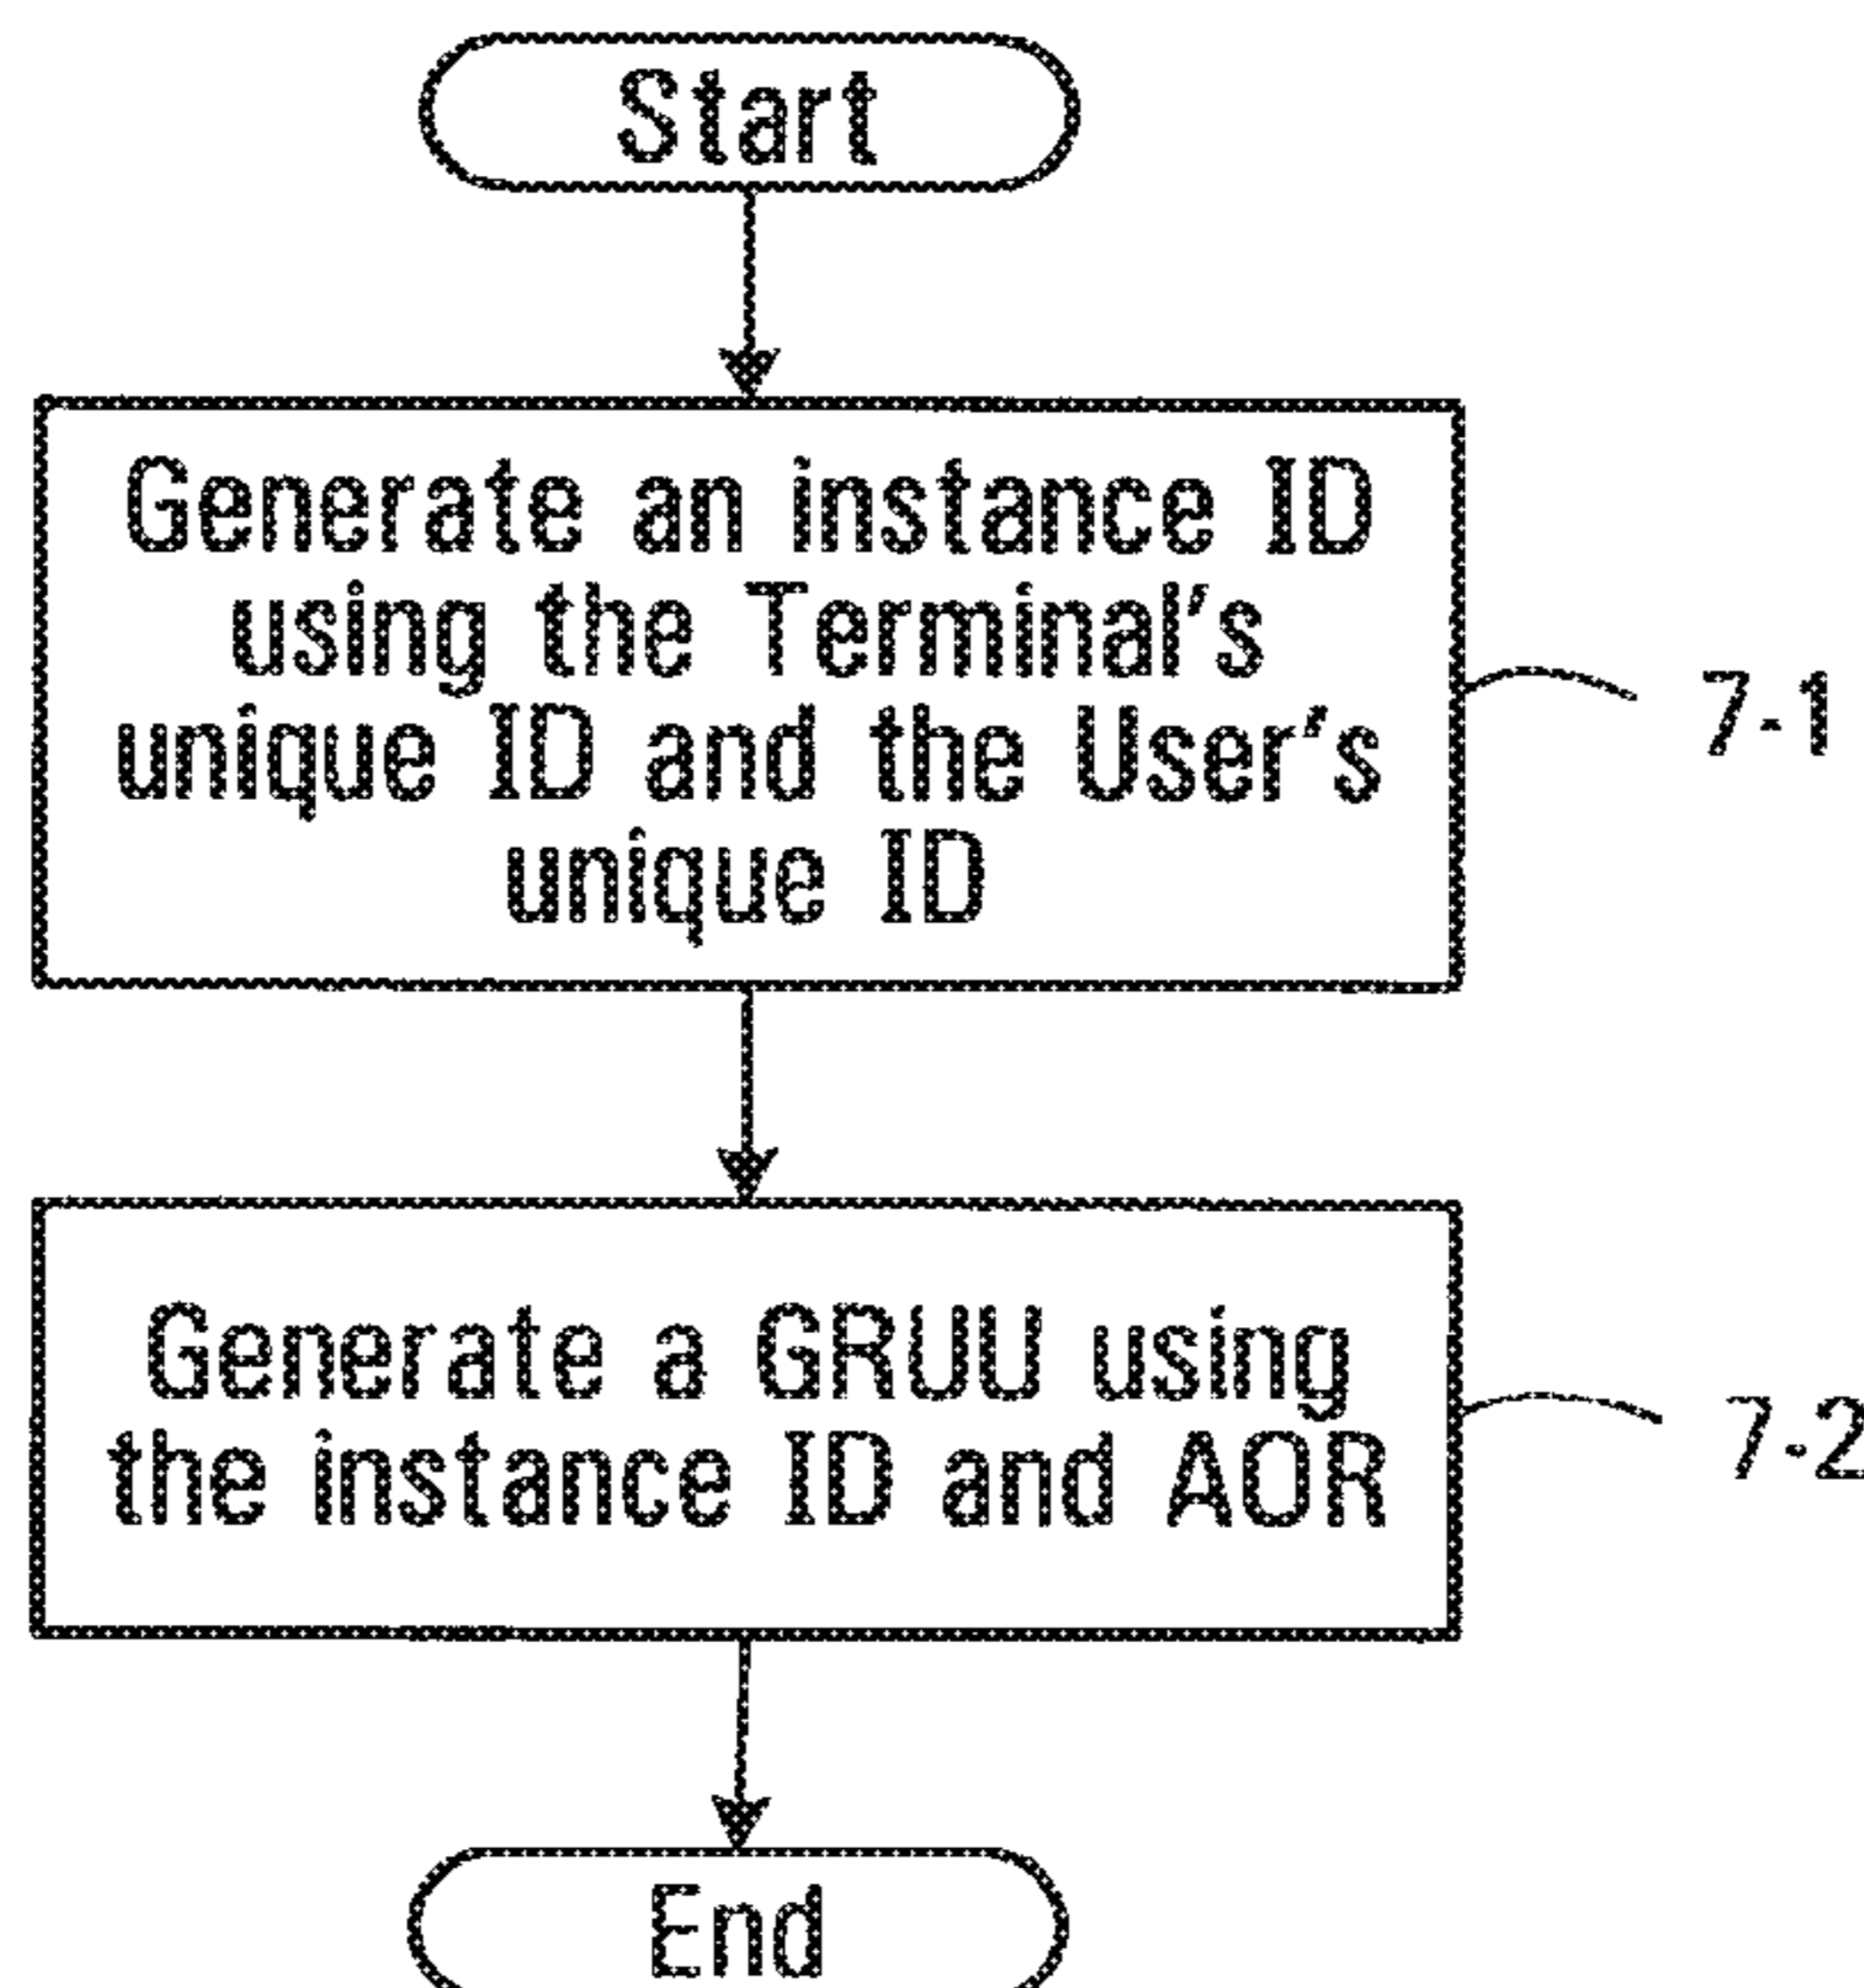 Start
Generate an instance ID
using the Terminal's
unique ID and the User's
unique ID
7-1
Generate a GRUU using
the instance ID and AOR
7-2
End